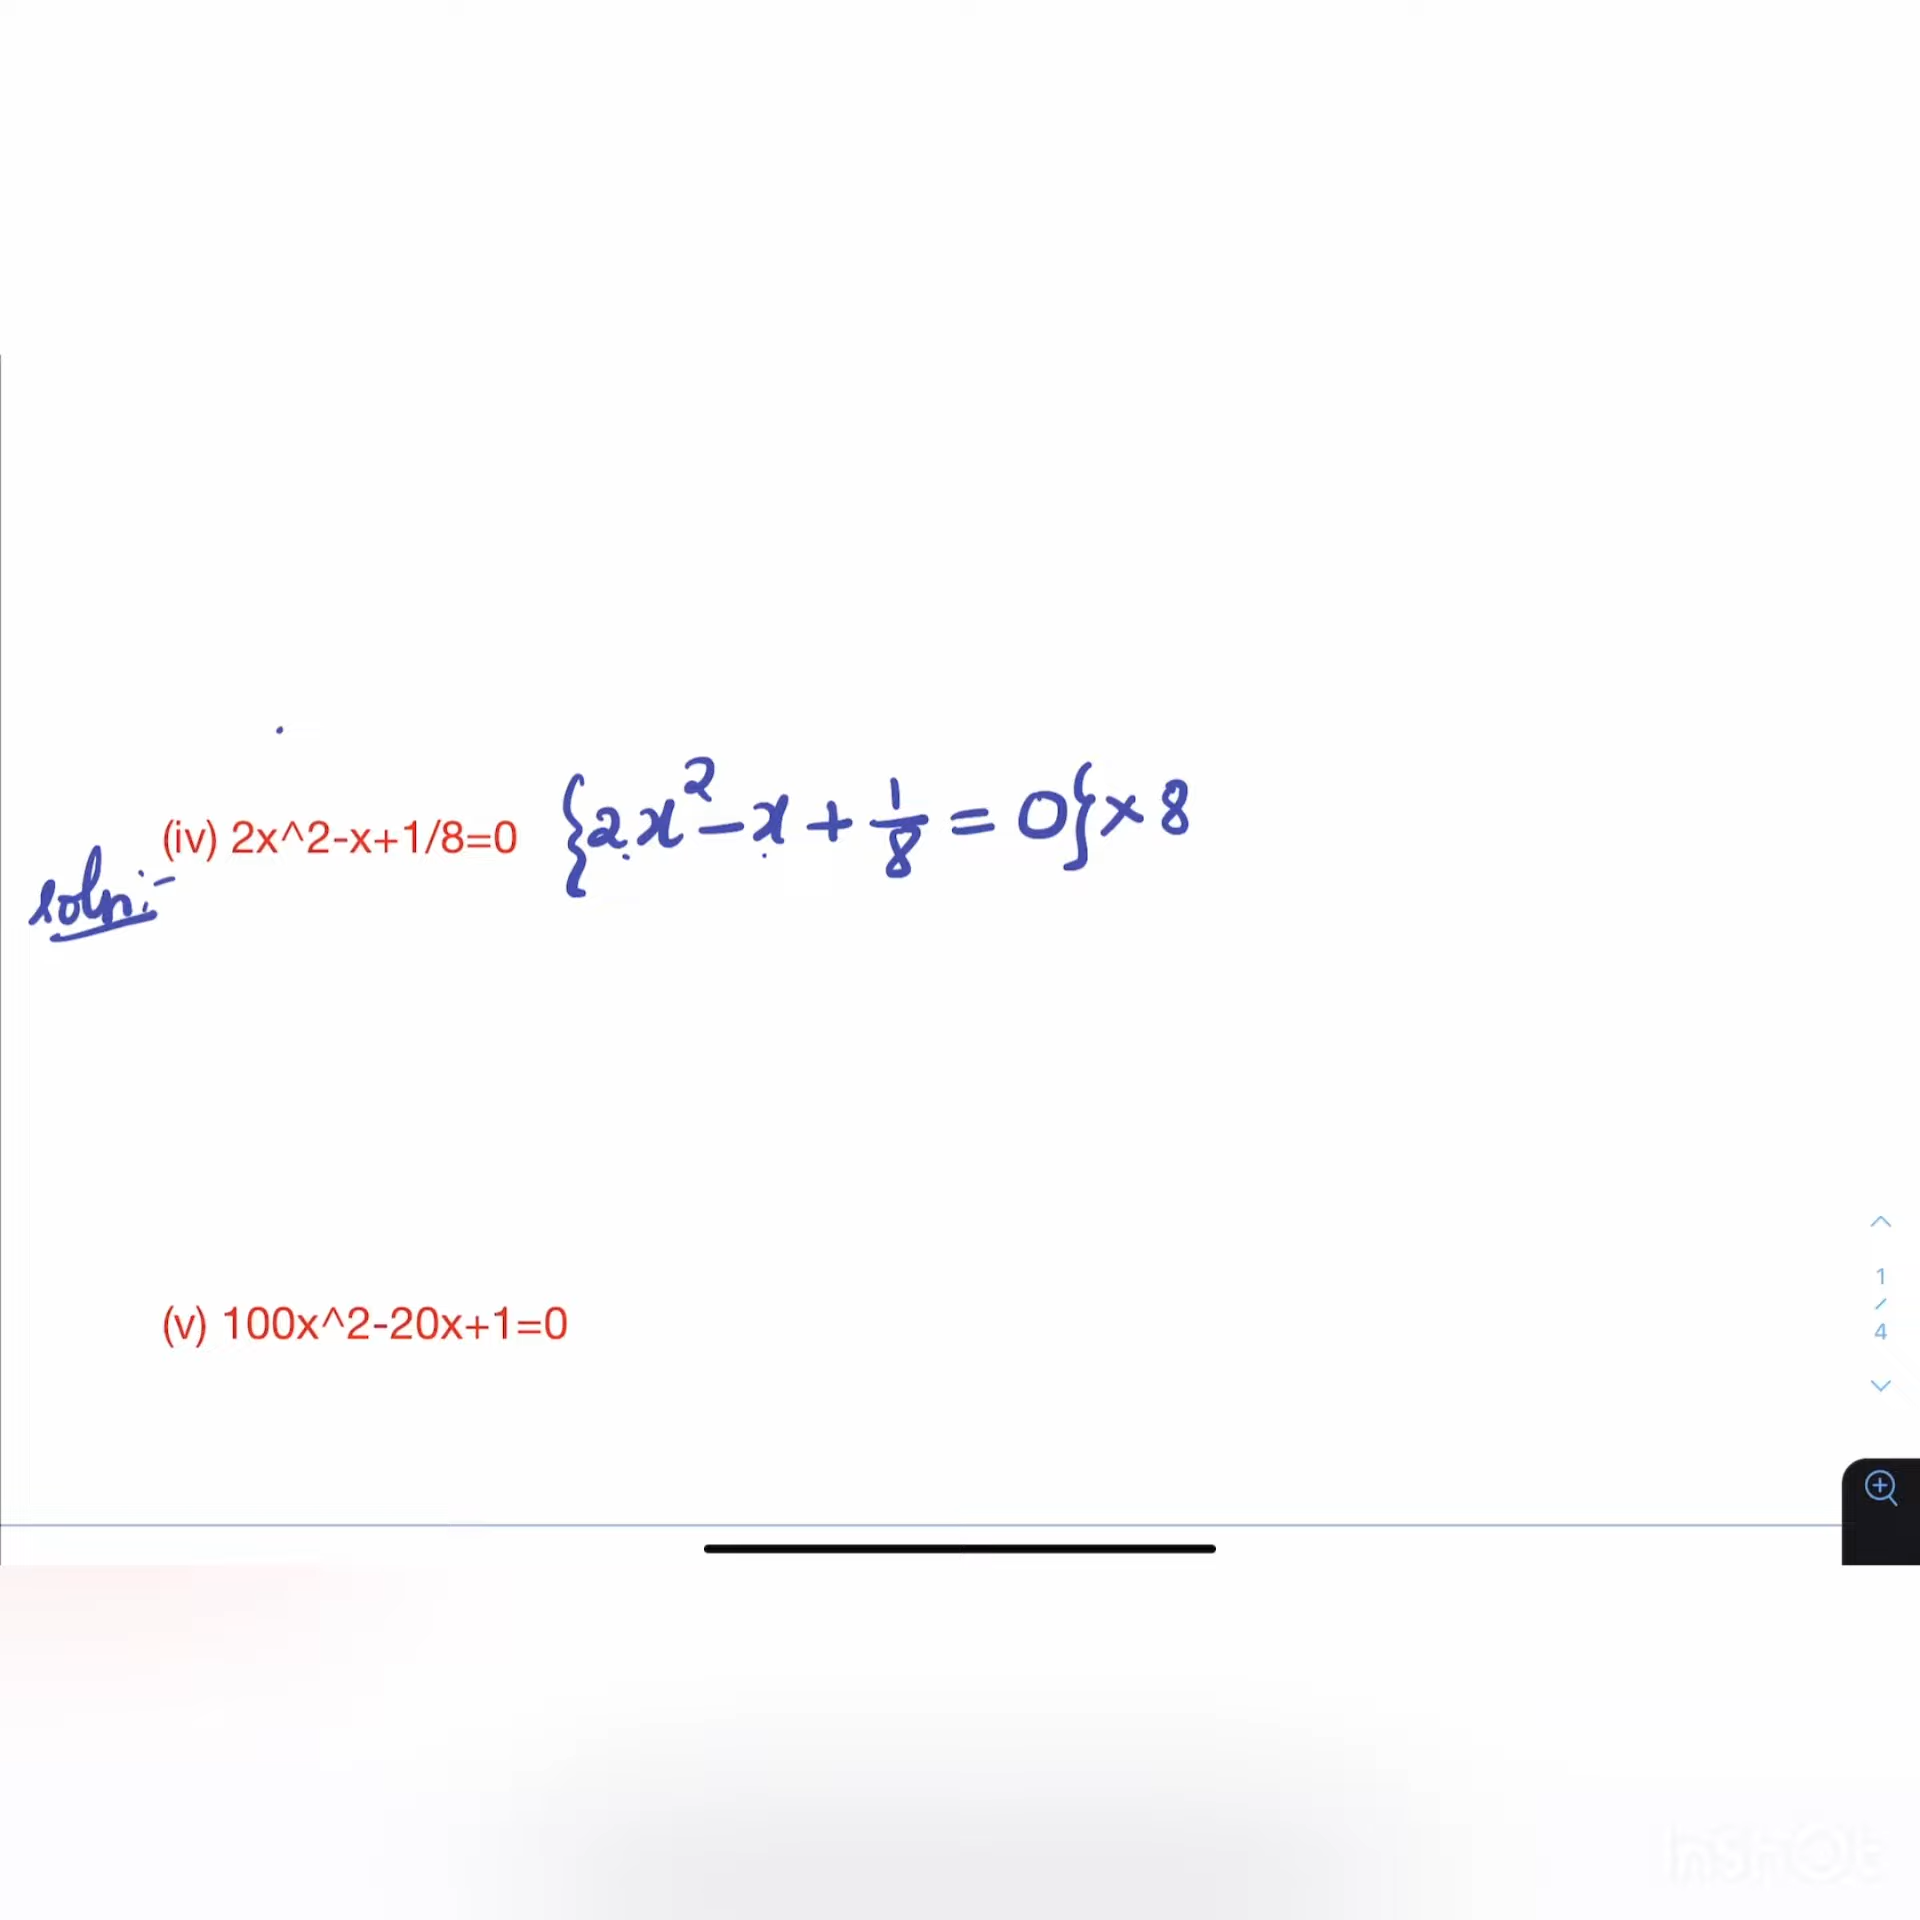 (iv) 2x^2-x+1/8=0 {2x²-x+1/8=0}×8
soln:-
(v) 100x^2-20x+1=0
1
/
4
InShOt